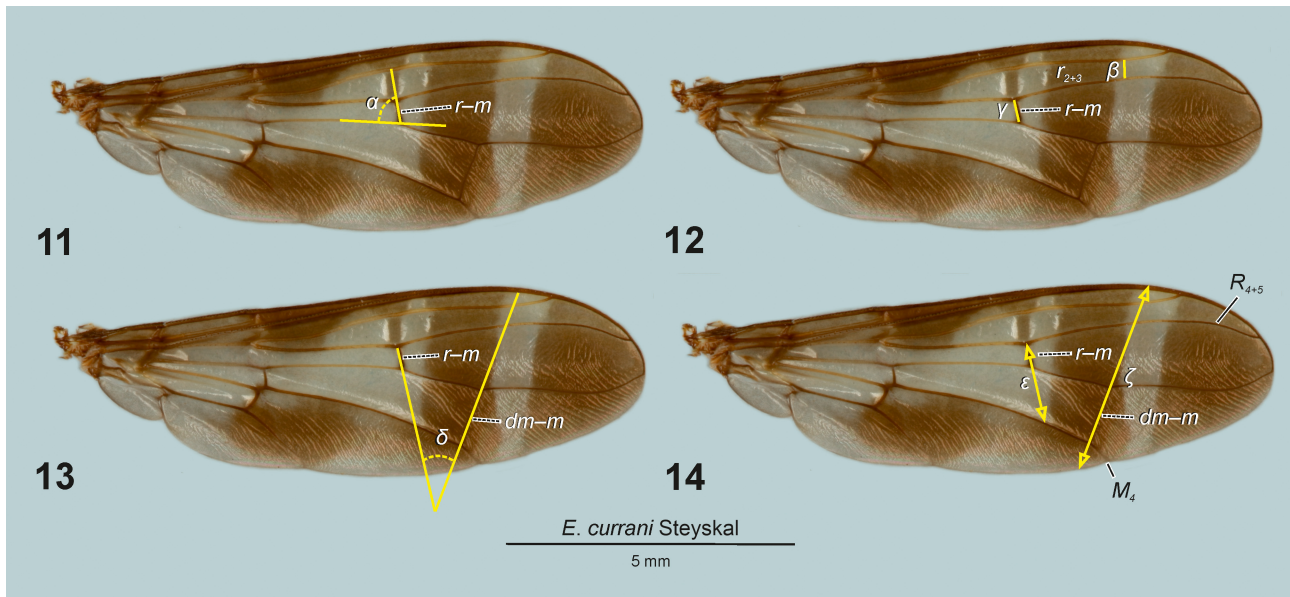 α r–m
11
r2+3 β
γ r–m
12
r–m
δ dm–m
13
R4+5
r–m
ε ζ
dm–m
14
M4
E. currani Steyskal
5 mm